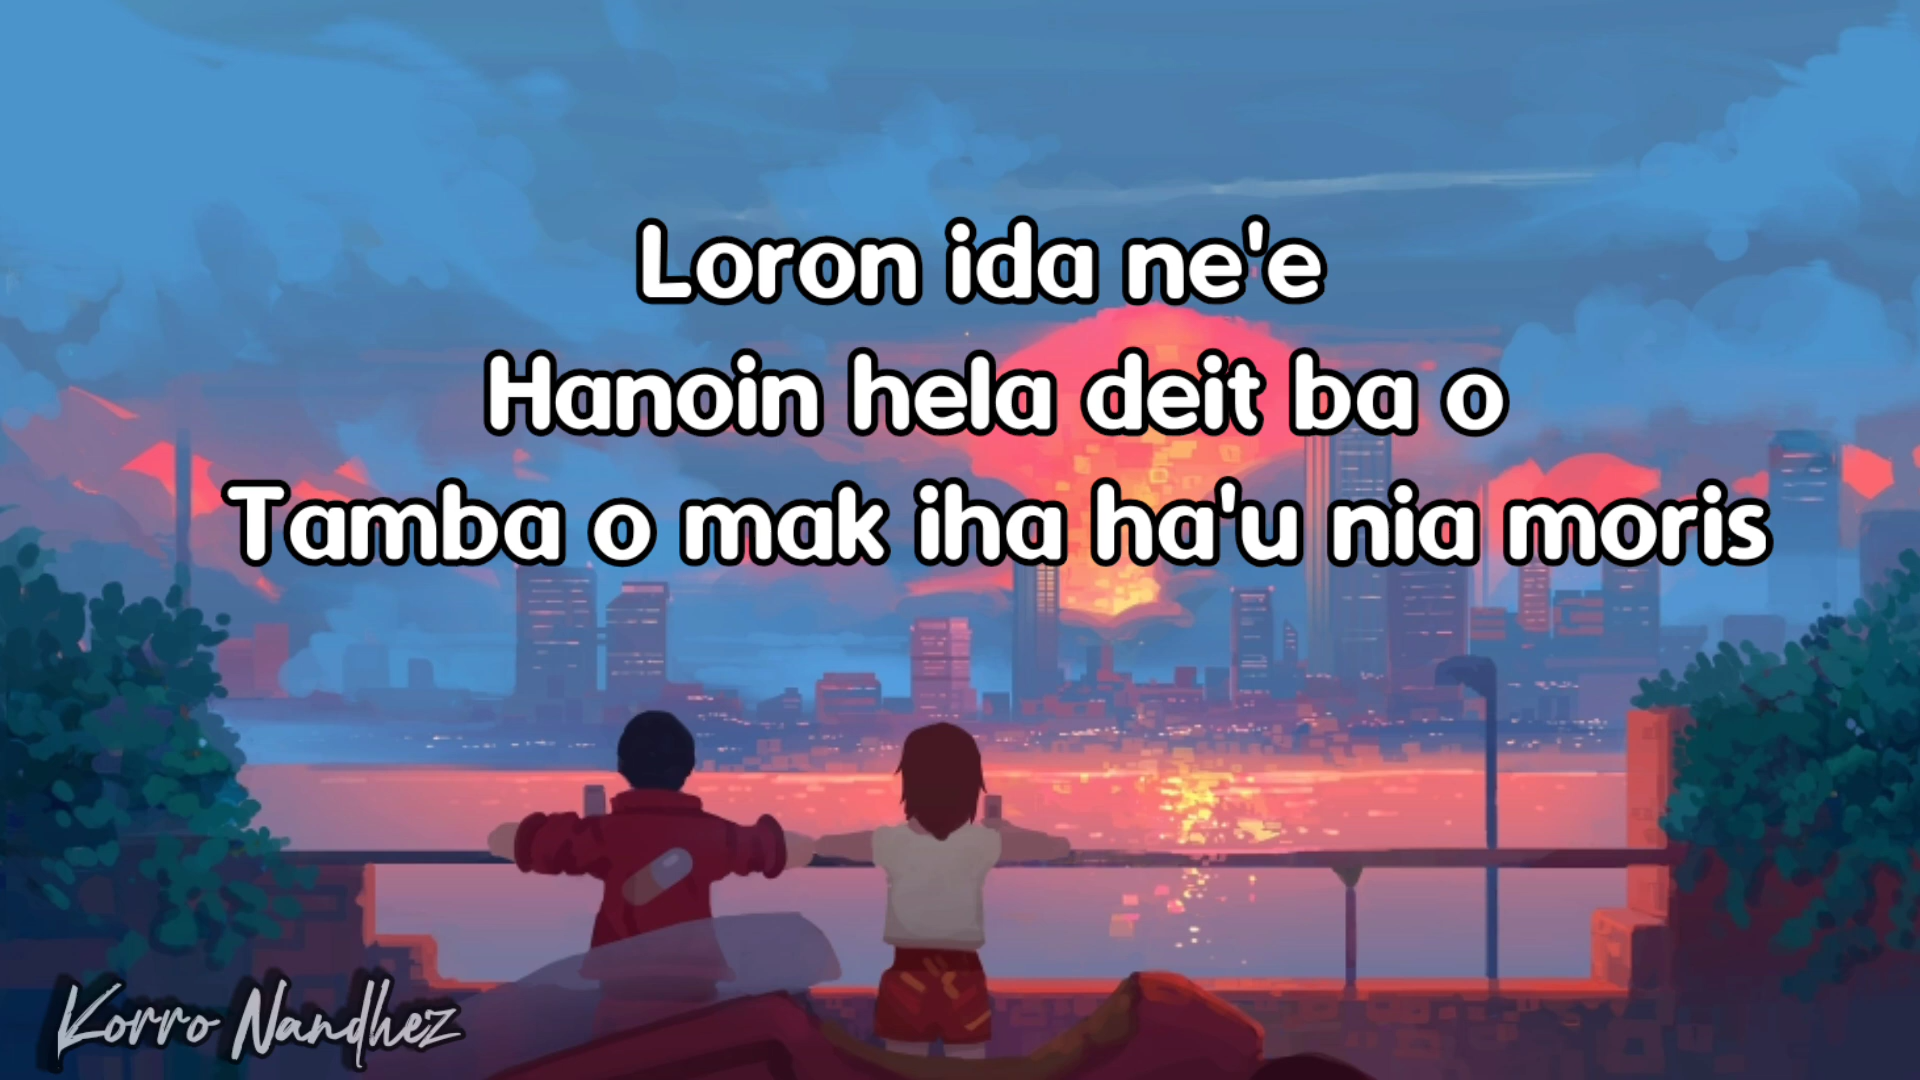 Loron ida ne'e
Hanoin hela deit ba o
Tamba o mak iha ha'u nia moris
Korro Nandhez